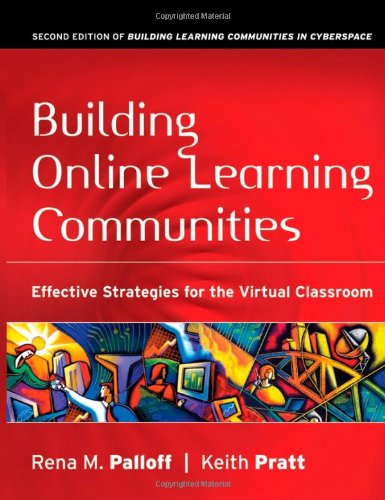 Copyrighted Material
SECOND EDITION OF BUILDING LEARNING COMMUNITIES IN CYBERSPACE
Building
Online Learning
Communities
Effective Strategies for the Virtual Classroom
Rena M. Palloff | Keith Pratt
Copyrighted Material